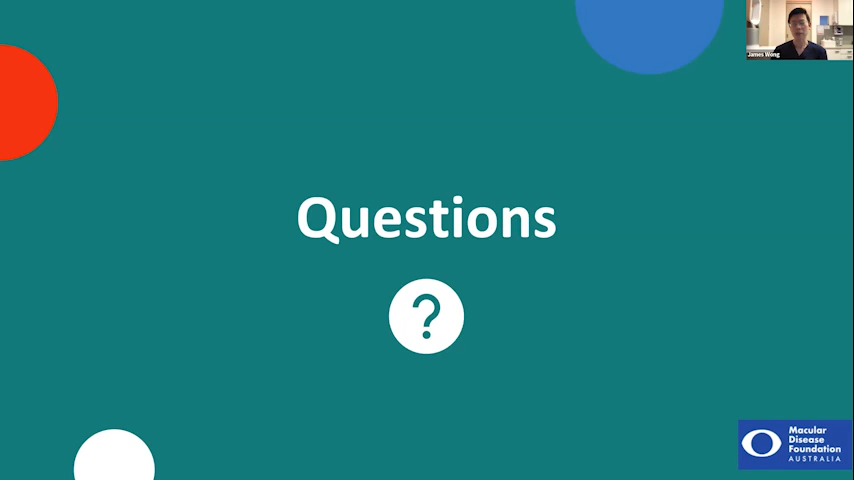 James Wong
Questions
?
Macular
Disease
Foundation
AUSTRALIA